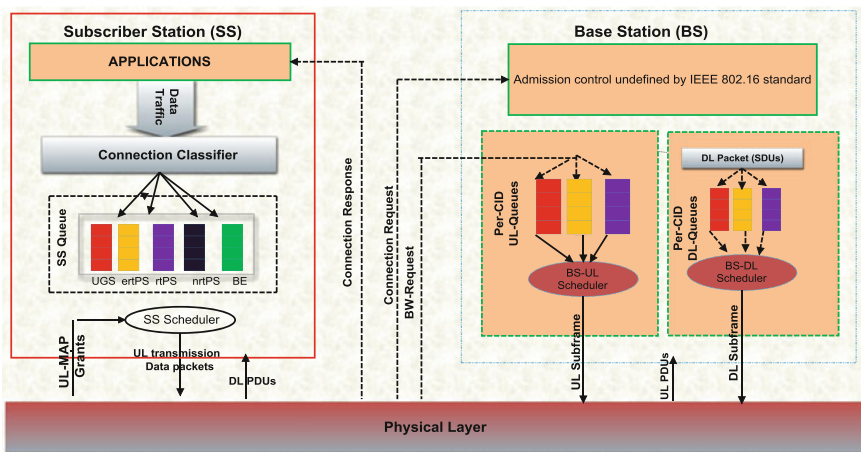 Subscriber Station (SS)
APPLICATIONS
Data
Traffic
Connection Classifier
SS Queue
UGS ertPS rtPS nrtPS BE
SS Scheduler
UL-MAP
Grants
UL transmission
Data packets
DL PDUs
Connection Response
Connection Request
BW-Request
Base Station (BS)
Admission control undefined by IEEE 802.16 standard
Per-CID
UL-Queues
BS-UL
Scheduler
UL Subframe
DL Packet (SDUs)
Per-CID
DL-Queues
BS-DL
Scheduler
UL PDUs
DL Subframe
Physical Layer